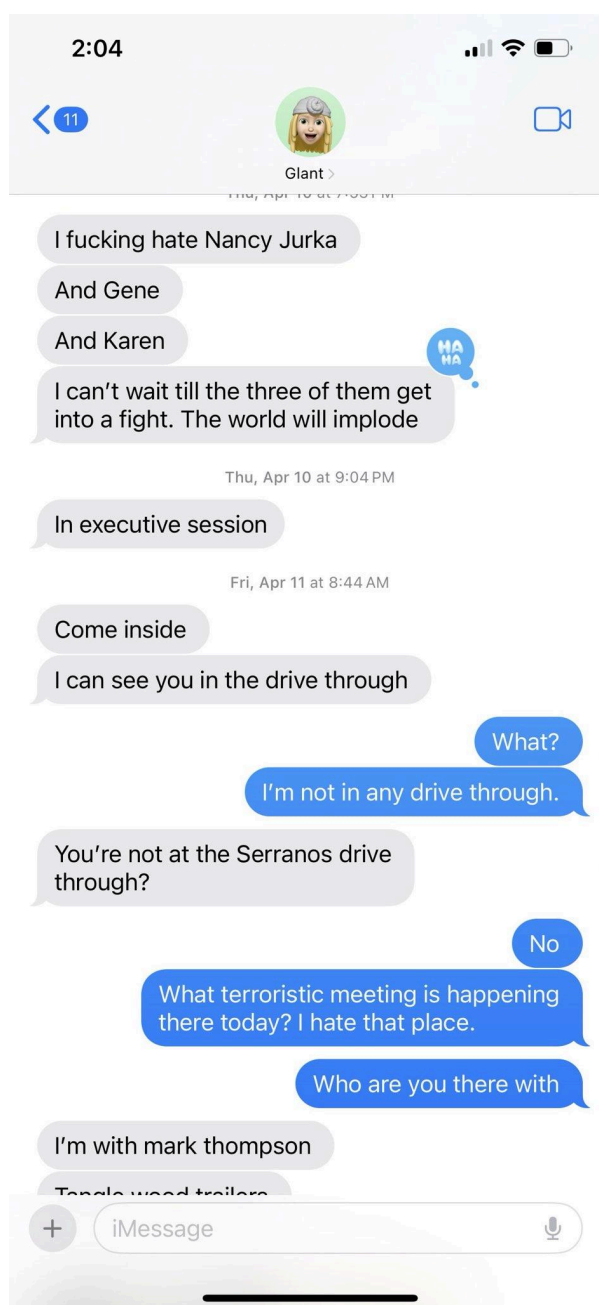 2:04
11
Glant
I fucking hate Nancy Jurka
And Gene
And Karen
HA
HA
I can't wait till the three of them get
into a fight. The world will implode
Thu, Apr 10 at 9:04 PM
In executive session
Fri, Apr 11 at 8:44 AM
Come inside
I can see you in the drive through
What?
I'm not in any drive through.
You're not at the Serranos drive
through?
No
What terroristic meeting is happening
there today? I hate that place.
Who are you there with
I'm with mark thompson
iMessage